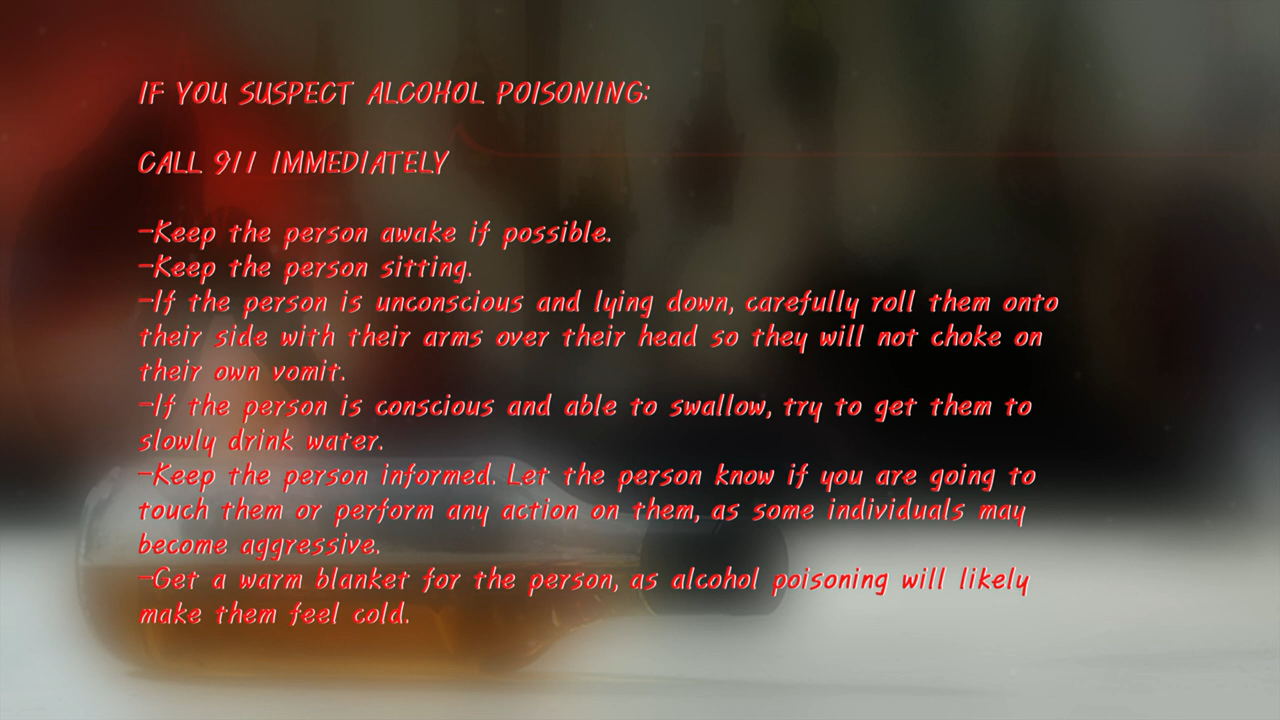 IF YOU SUSPECT ALCOHOL POISONING:
CALL 911 IMMEDIATELY
-Keep the person awake if possible.
-Keep the person sitting.
-If the person is unconscious and lying down, carefully roll them onto
their side with their arms over their head so they will not choke on
their own vomit.
-If the person is conscious and able to swallow, try to get them to
slowly drink water.
-Keep the person informed. Let the person know if you are going to
touch them or perform any action on them, as some individuals may
become aggressive.
-Get a warm blanket for the person, as alcohol poisoning will likely
make them feel cold.